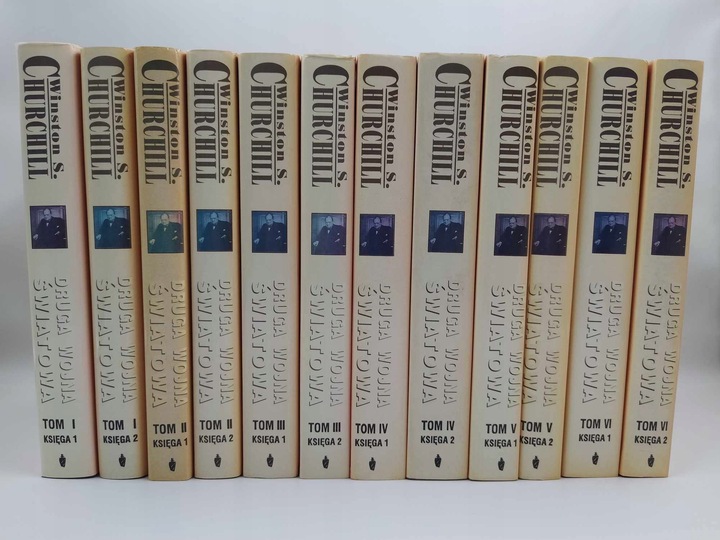 Winston S.
CHURCHILL
DRUGA WOJNA
ŚWIATOWA
TOM I
KSIĘGA 1
Winston S.
CHURCHILL
DRUGA WOJNA
ŚWIATOWA
TOM I
KSIĘGA 2
Winston S.
CHURCHILL
DRUGA WOJNA
ŚWIATOWA
TOM II
KSIĘGA 1
Winston S.
CHURCHILL
DRUGA WOJNA
ŚWIATOWA
TOM II
KSIĘGA 2
Winston S.
CHURCHILL
DRUGA WOJNA
ŚWIATOWA
TOM III
KSIĘGA 1
Winston S.
CHURCHILL
DRUGA WOJNA
ŚWIATOWA
TOM III
KSIĘGA 2
Winston S.
CHURCHILL
DRUGA WOJNA
ŚWIATOWA
TOM IV
KSIĘGA 1
Winston S.
CHURCHILL
DRUGA WOJNA
ŚWIATOWA
TOM IV
KSIĘGA 2
Winston S.
CHURCHILL
DRUGA WOJNA
ŚWIATOWA
TOM V
KSIĘGA 1
Winston S.
CHURCHILL
DRUGA WOJNA
ŚWIATOWA
TOM V
KSIĘGA 2
Winston S.
CHURCHILL
DRUGA WOJNA
ŚWIATOWA
TOM VI
KSIĘGA 1
Winston S.
CHURCHILL
DRUGA WOJNA
ŚWIATOWA
TOM VI
KSIĘGA 2